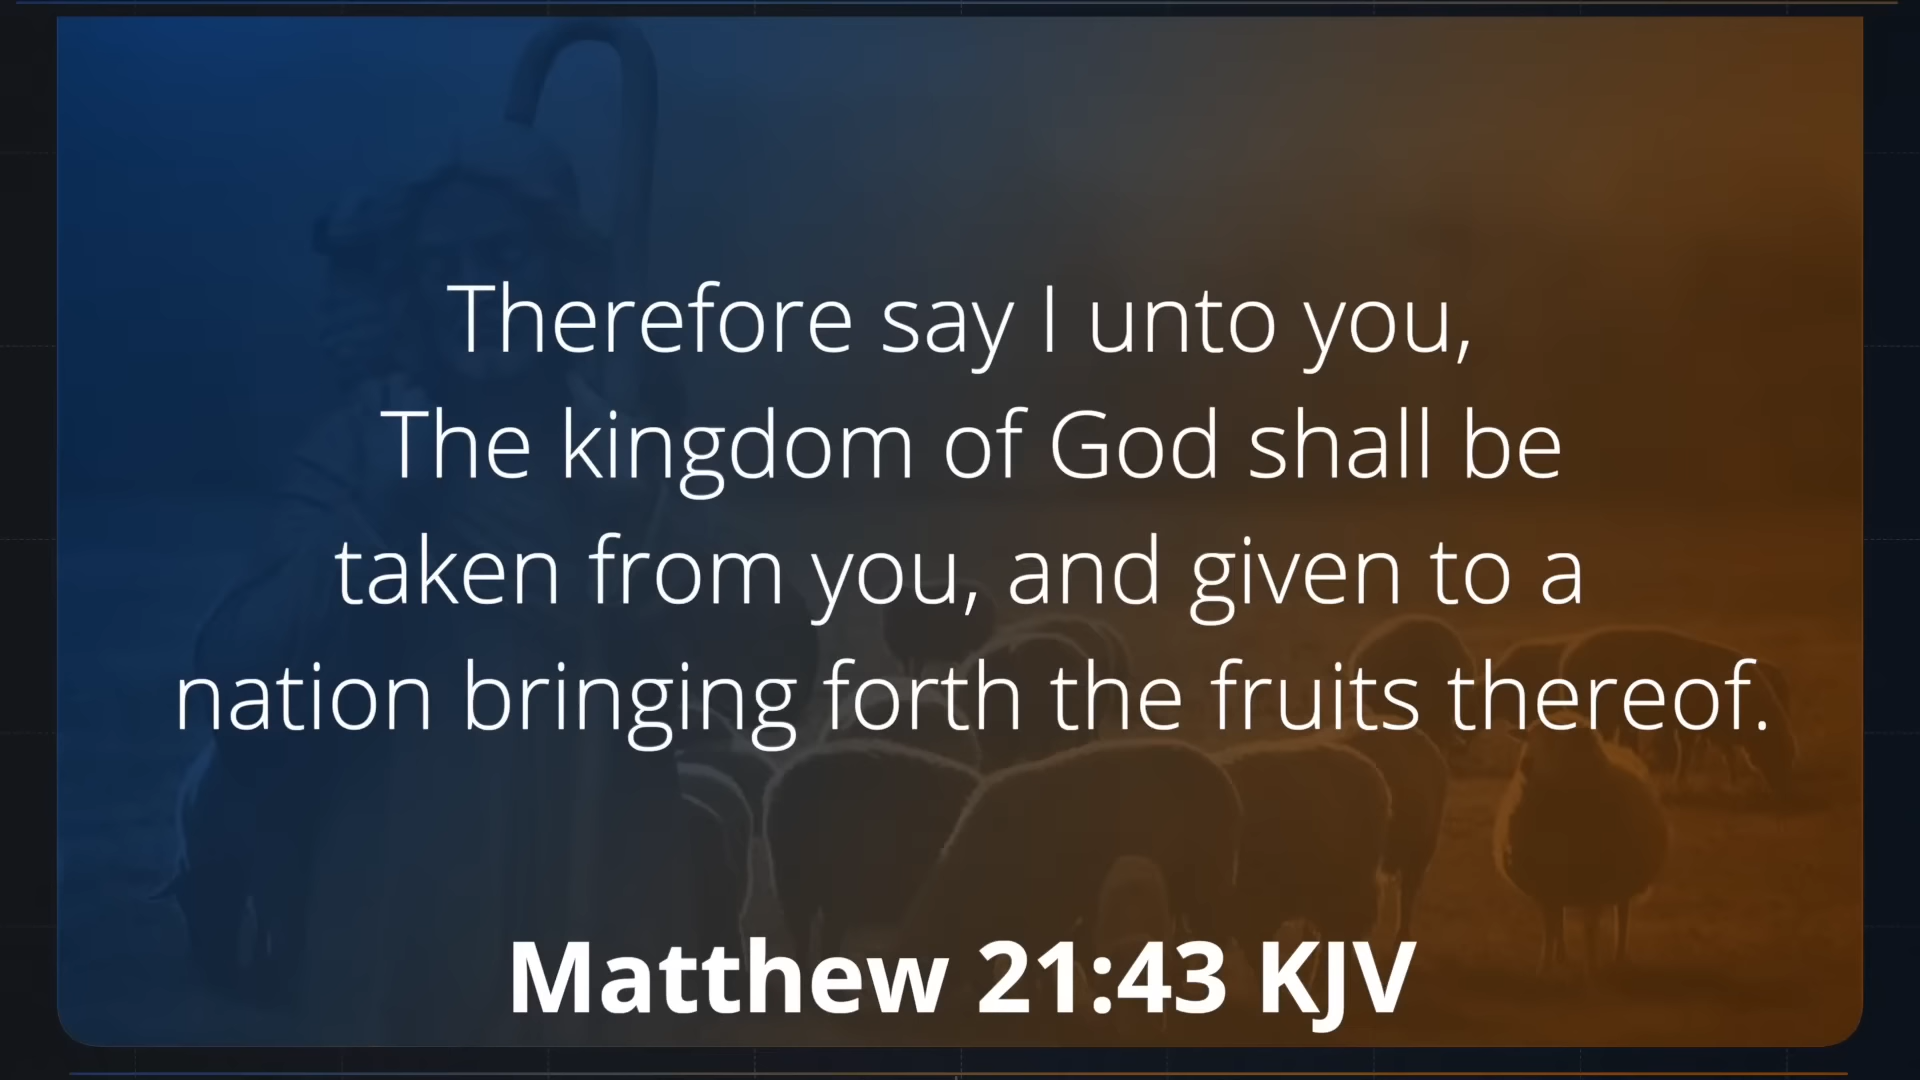 Therefore say I unto you,
The kingdom of God shall be
taken from you, and given to a
nation bringing forth the fruits thereof.
Matthew 21:43 KJV